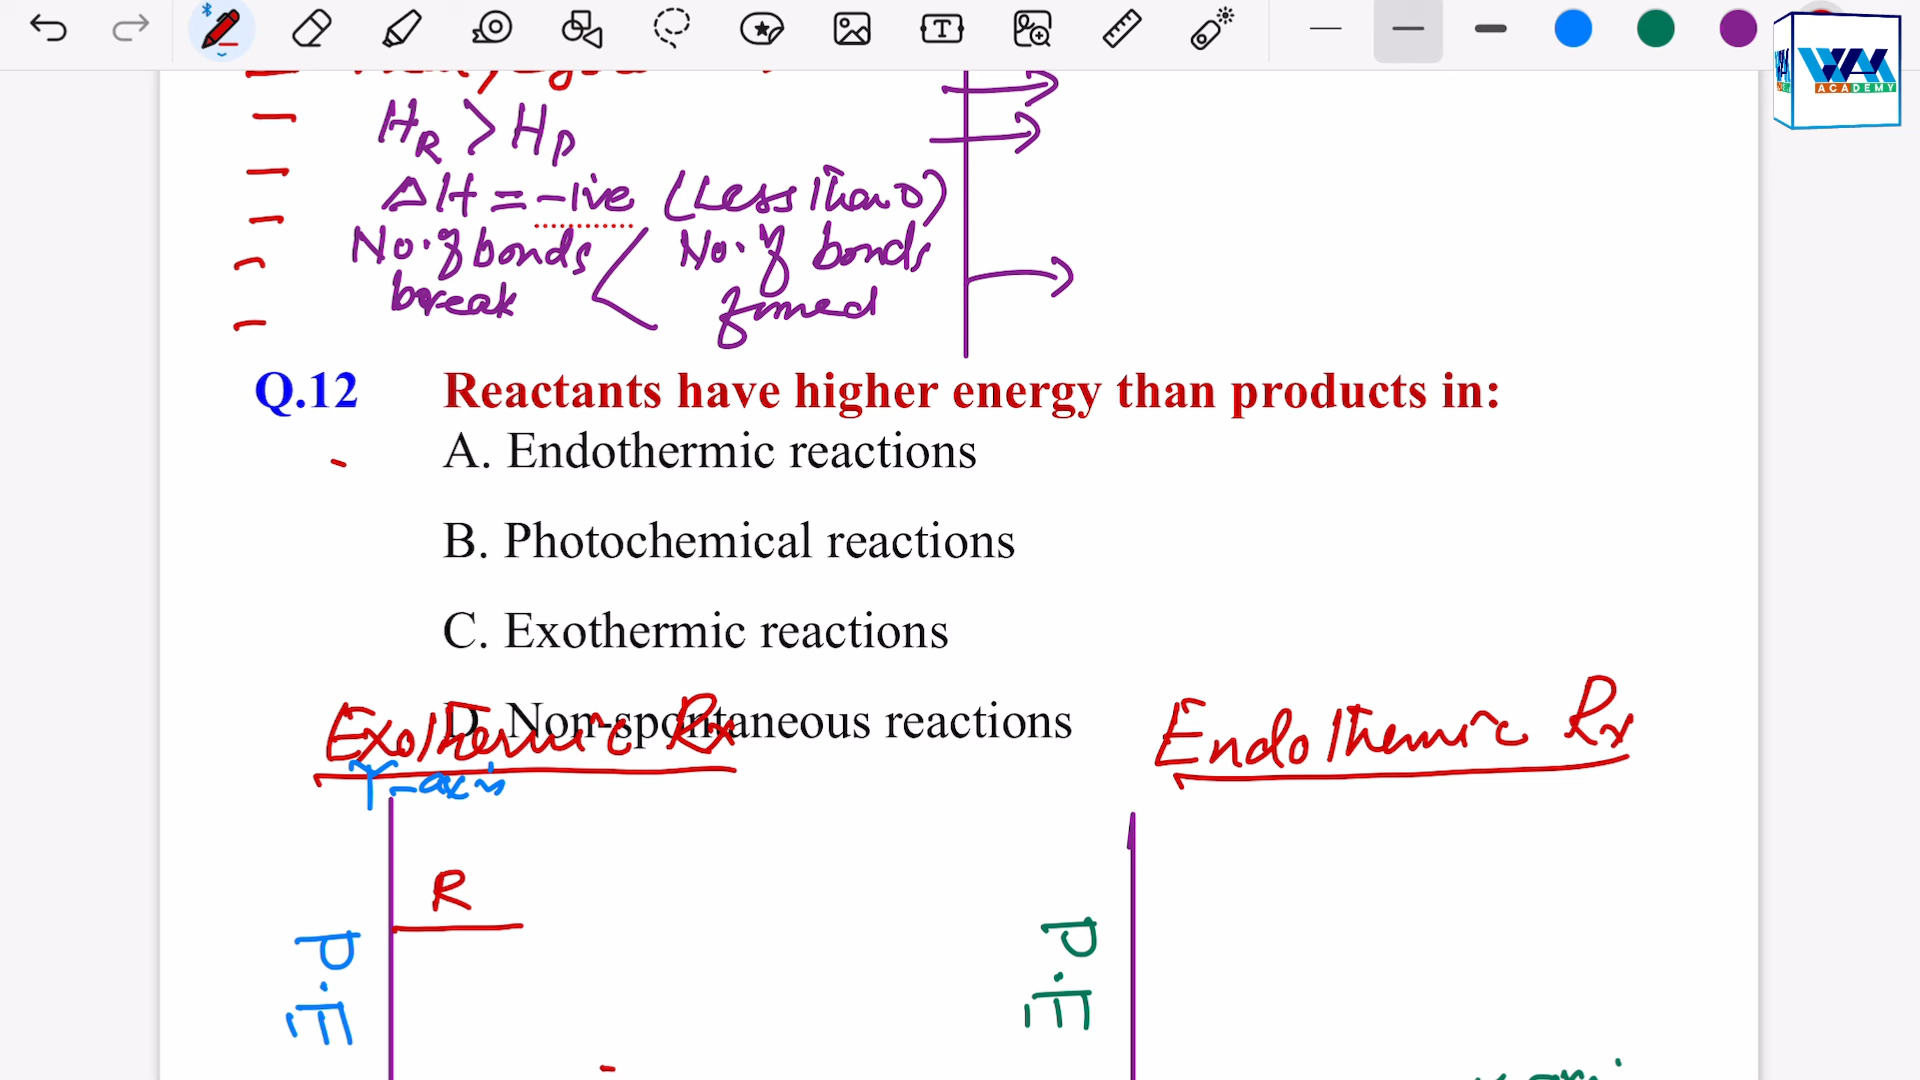 WAM
ACADEMY
H_R > H_P
ΔH = -ive (Less than 0)
No. of bonds break < No. of bonds formed
Q.12 Reactants have higher energy than products in:
A. Endothermic reactions
B. Photochemical reactions
C. Exothermic reactions
D. Non-spontaneous reactions
Exothermic Rx
Endothermic Rx
Y-axis
R
P.E
P.E